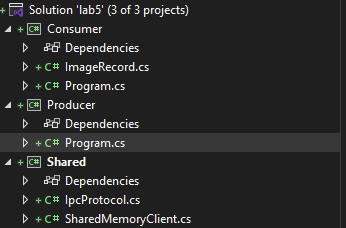 Solution 'lab5' (3 of 3 projects)
C# Consumer
Dependencies
C# ImageRecord.cs
C# Program.cs
C# Producer
Dependencies
C# Program.cs
C# Shared
Dependencies
C# IpcProtocol.cs
C# SharedMemoryClient.cs